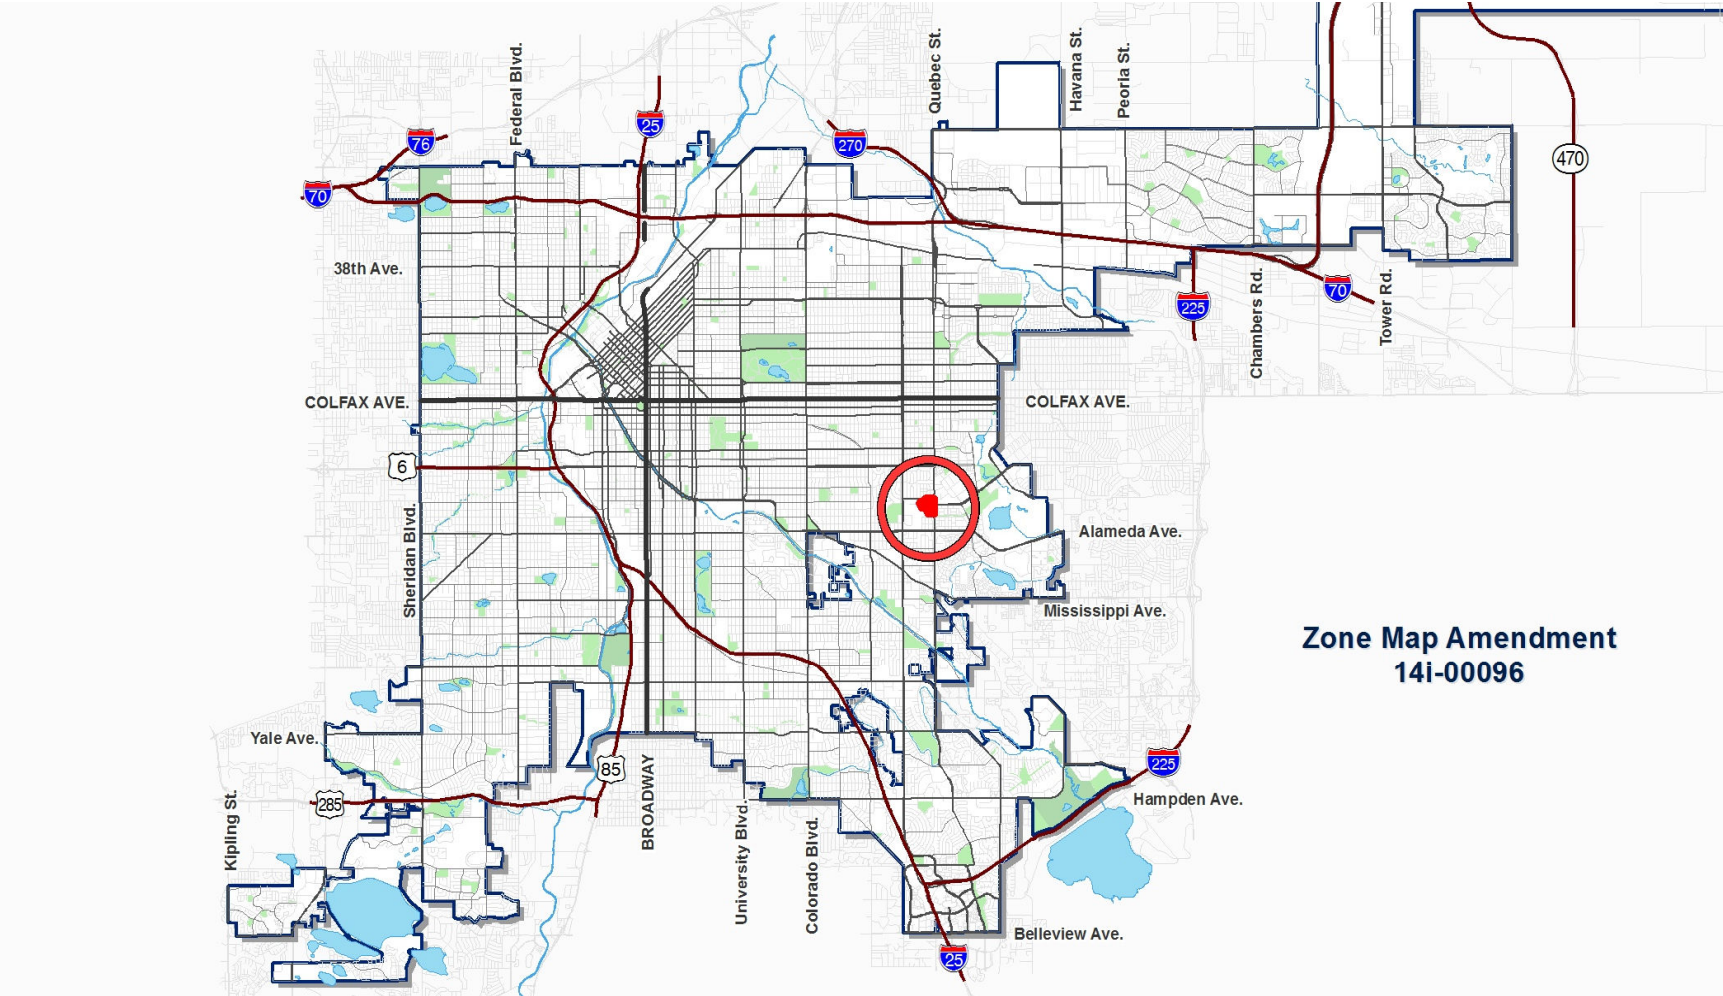 Federal Blvd.
Quebec St.
Havana St.
Peoria St.
76
25
270
470
70
38th Ave.
225
70
Chambers Rd.
Tower Rd.
COLFAX AVE.
COLFAX AVE.
6
Sheridan Blvd.
Alameda Ave.
Mississippi Ave.
Zone Map Amendment
14i-00096
Yale Ave.
85
225
285
Hampden Ave.
Kipling St.
BROADWAY
University Blvd.
Colorado Blvd.
Belleview Ave.
25